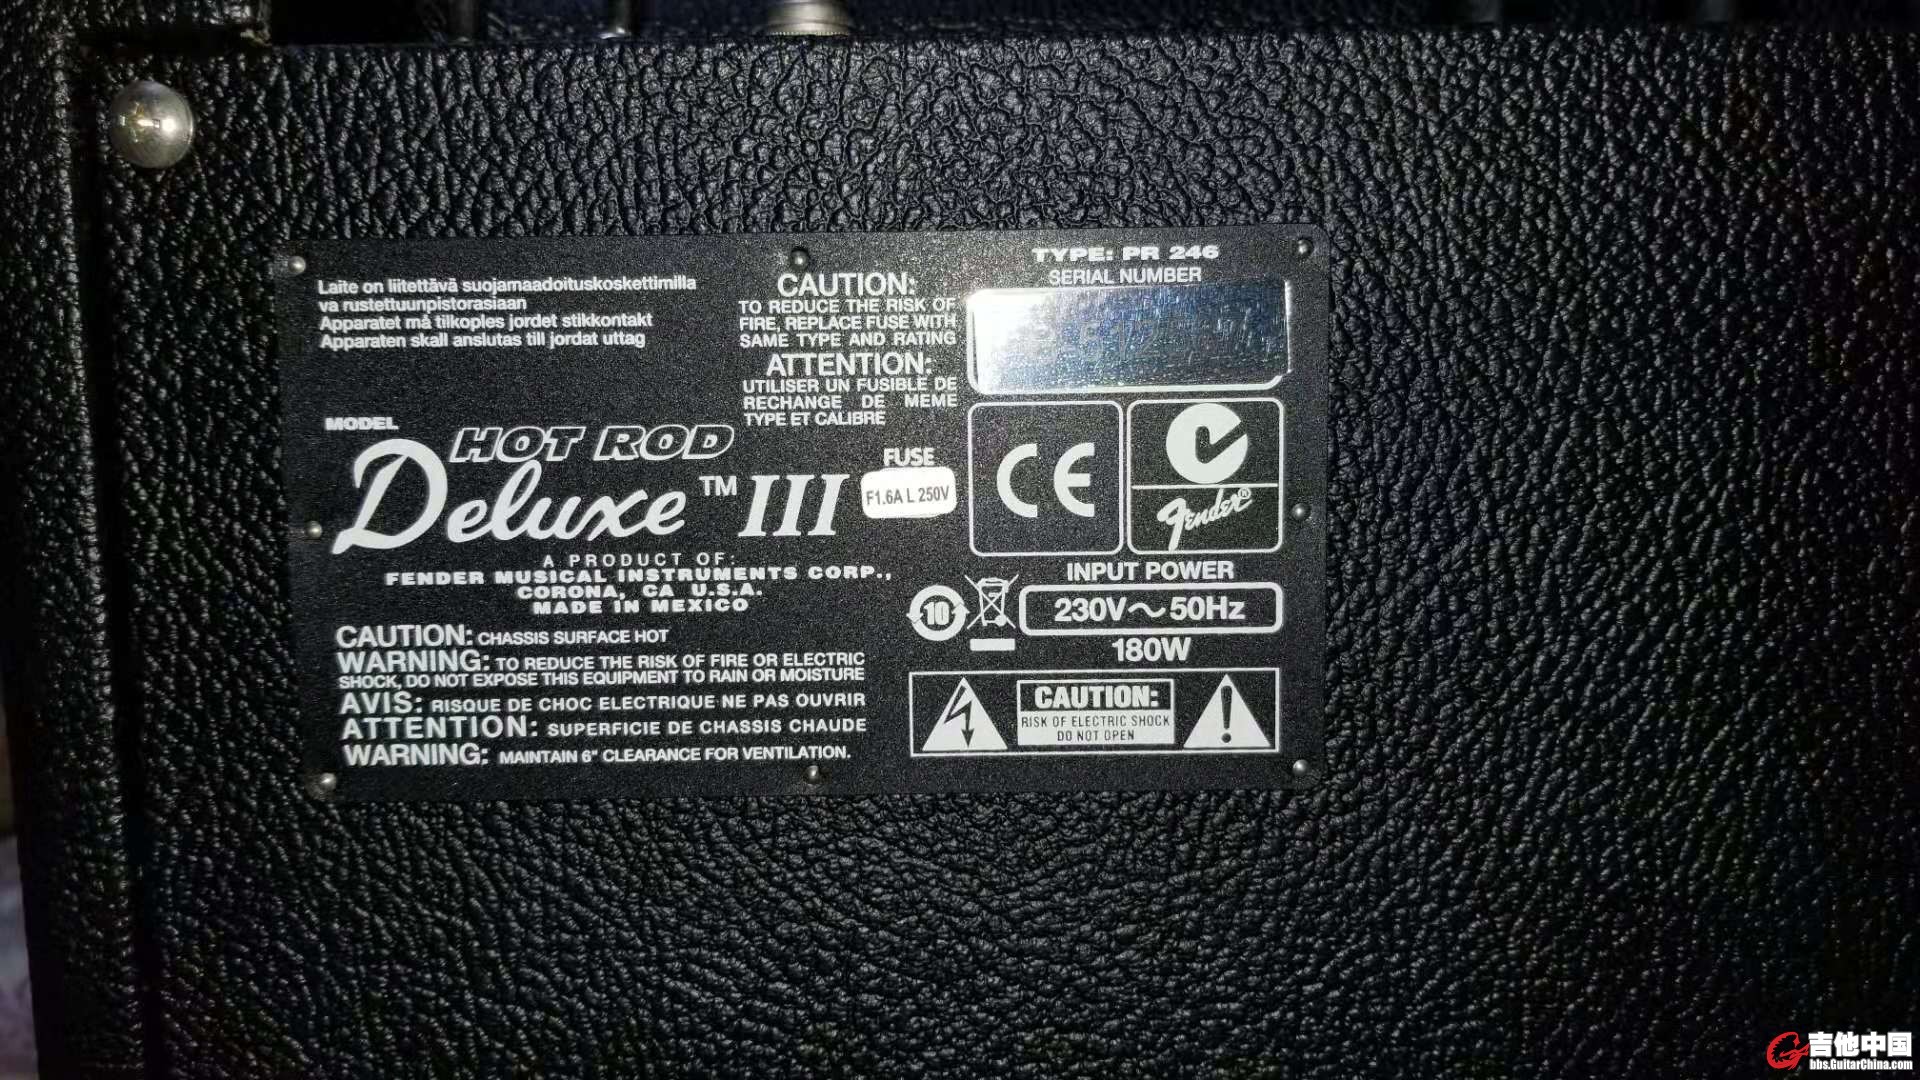 Laite on liitettävä suojamaadoituskoskettimilla
va rustettuunpistorasiaan
Apparatet må tilkoples jordet stikkontakt
Apparaten skall anslutas till jordat uttag
CAUTION:
TO REDUCE THE RISK OF
FIRE, REPLACE FUSE WITH
SAME TYPE AND RATING
ATTENTION:
UTILISER UN FUSIBLE DE
RECHANGE DE MEME
TYPE ET CALIBRE
TYPE: PR 246
SERIAL NUMBER
MODEL
HOT ROD
Deluxe™ III
FUSE
F1.6A L 250V
CE
Fender®
A PRODUCT OF:
FENDER MUSICAL INSTRUMENTS CORP.,
CORONA, CA U.S.A.
MADE IN MEXICO
10
INPUT POWER
230V～50Hz
180W
CAUTION: CHASSIS SURFACE HOT
WARNING: TO REDUCE THE RISK OF FIRE OR ELECTRIC
SHOCK, DO NOT EXPOSE THIS EQUIPMENT TO RAIN OR MOISTURE
AVIS: RISQUE DE CHOC ELECTRIQUE NE PAS OUVRIR
ATTENTION: SUPERFICIE DE CHASSIS CHAUDE
WARNING: MAINTAIN 6" CLEARANCE FOR VENTILATION.
CAUTION:
RISK OF ELECTRIC SHOCK
DO NOT OPEN
吉他中国
bbs.GuitarChina.com